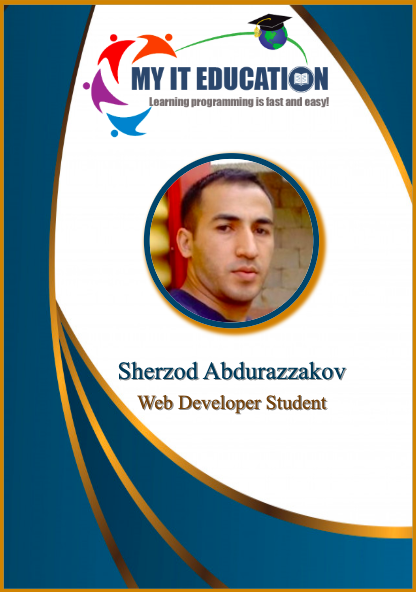 MY IT EDUCATION
Learning programming is fast and easy!
Sherzod Abdurazzakov
Web Developer Student